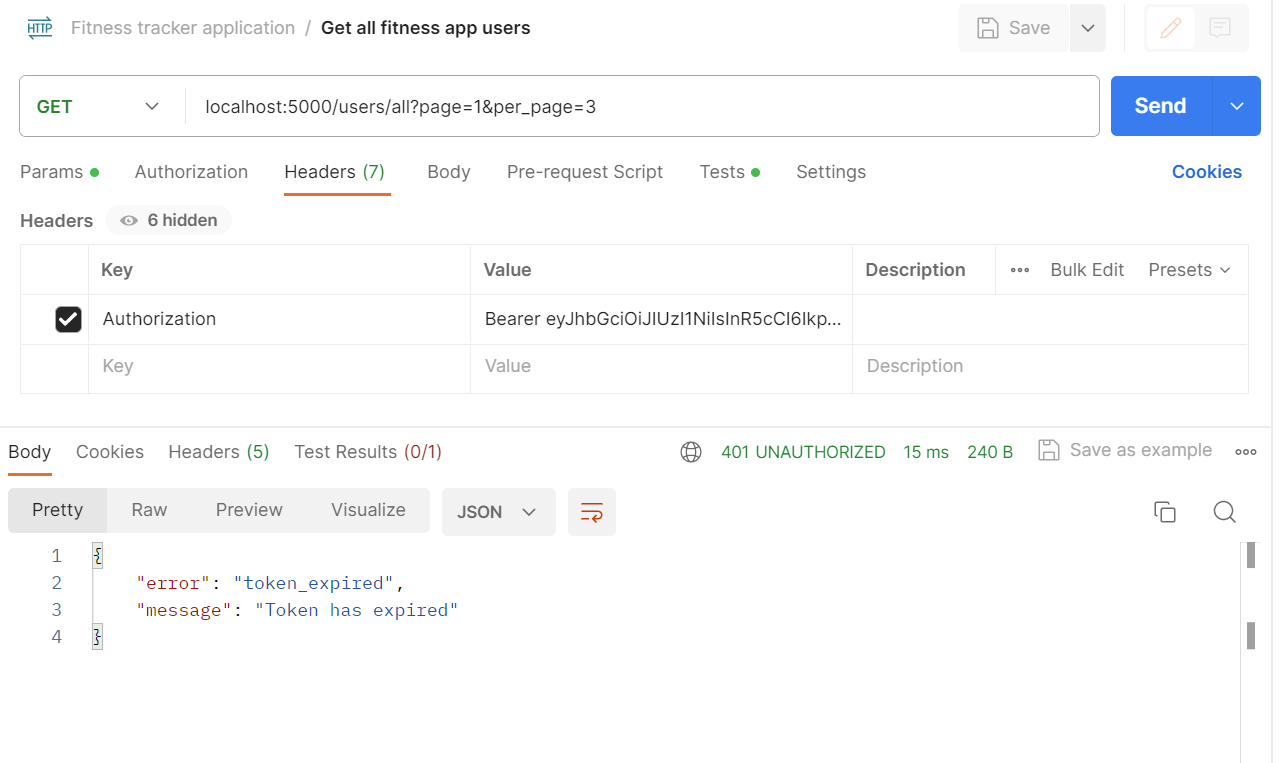 HTTP Fitness tracker application / Get all fitness app users Save
GET localhost:5000/users/all?page=1&per_page=3 Send
Params Authorization Headers (7) Body Pre-request Script Tests Settings Cookies
Headers 6 hidden
Key Value Description Bulk Edit Presets
Authorization Bearer eyJhbGciOiJIUzI1NiIsInR5cCI6Ikp...
Key Value Description
Body Cookies Headers (5) Test Results (0/1) 401 UNAUTHORIZED 15 ms 240 B Save as example
Pretty Raw Preview Visualize JSON
1 {
2 "error": "token_expired",
3 "message": "Token has expired"
4 }